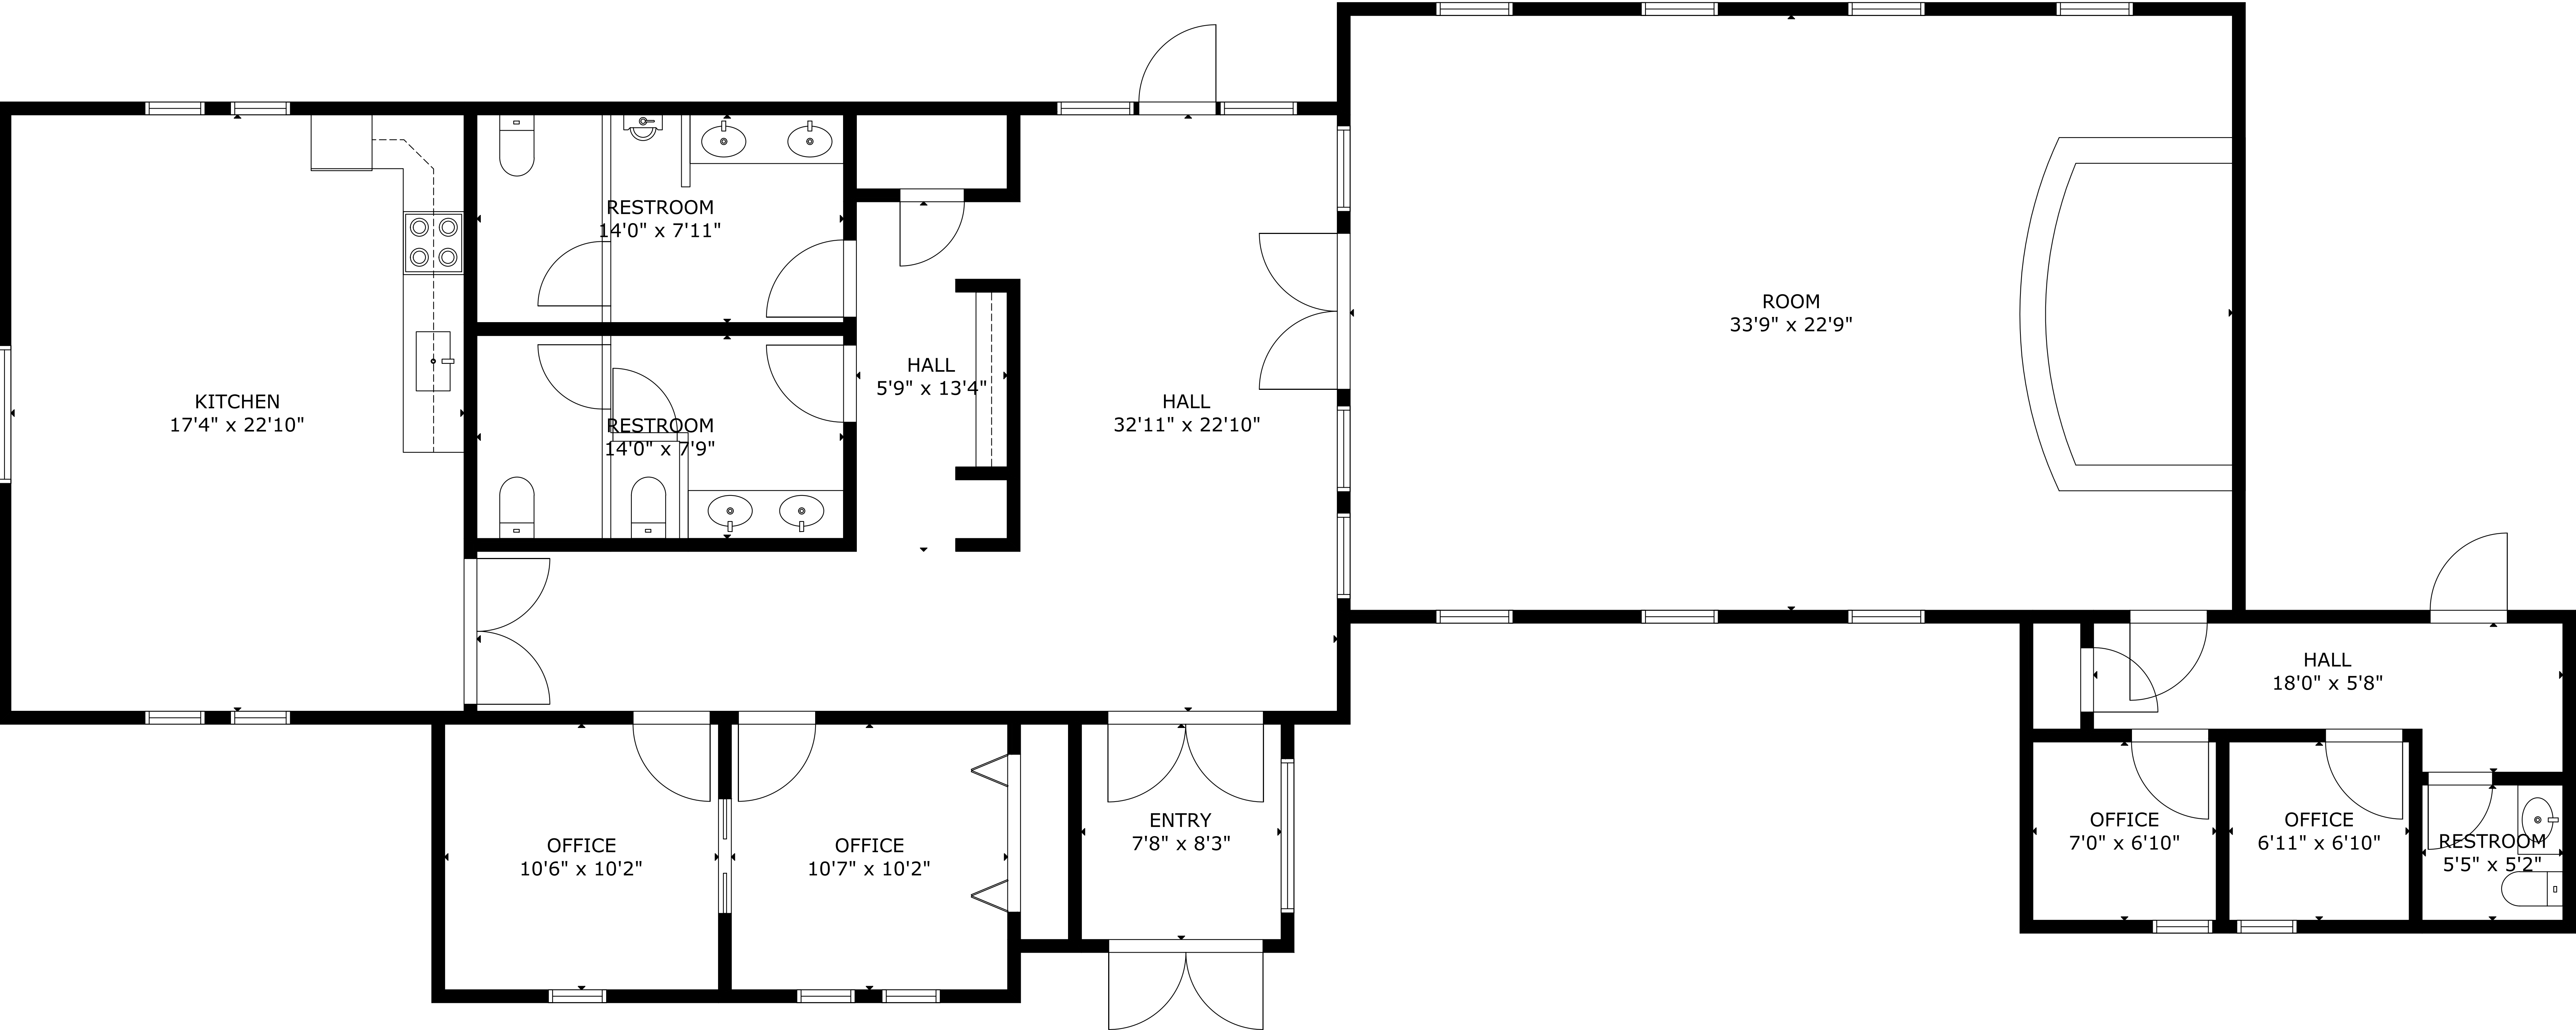 RESTROOM
14'0" x 7'11"
ROOM
33'9" x 22'9"
HALL
5'9" x 13'4"
KITCHEN
17'4" x 22'10"
HALL
32'11" x 22'10"
RESTROOM
14'0" x 7'9"
HALL
18'0" x 5'8"
OFFICE
10'6" x 10'2"
OFFICE
10'7" x 10'2"
ENTRY
7'8" x 8'3"
OFFICE
7'0" x 6'10"
OFFICE
6'11" x 6'10"
RESTROOM
5'5" x 5'2"